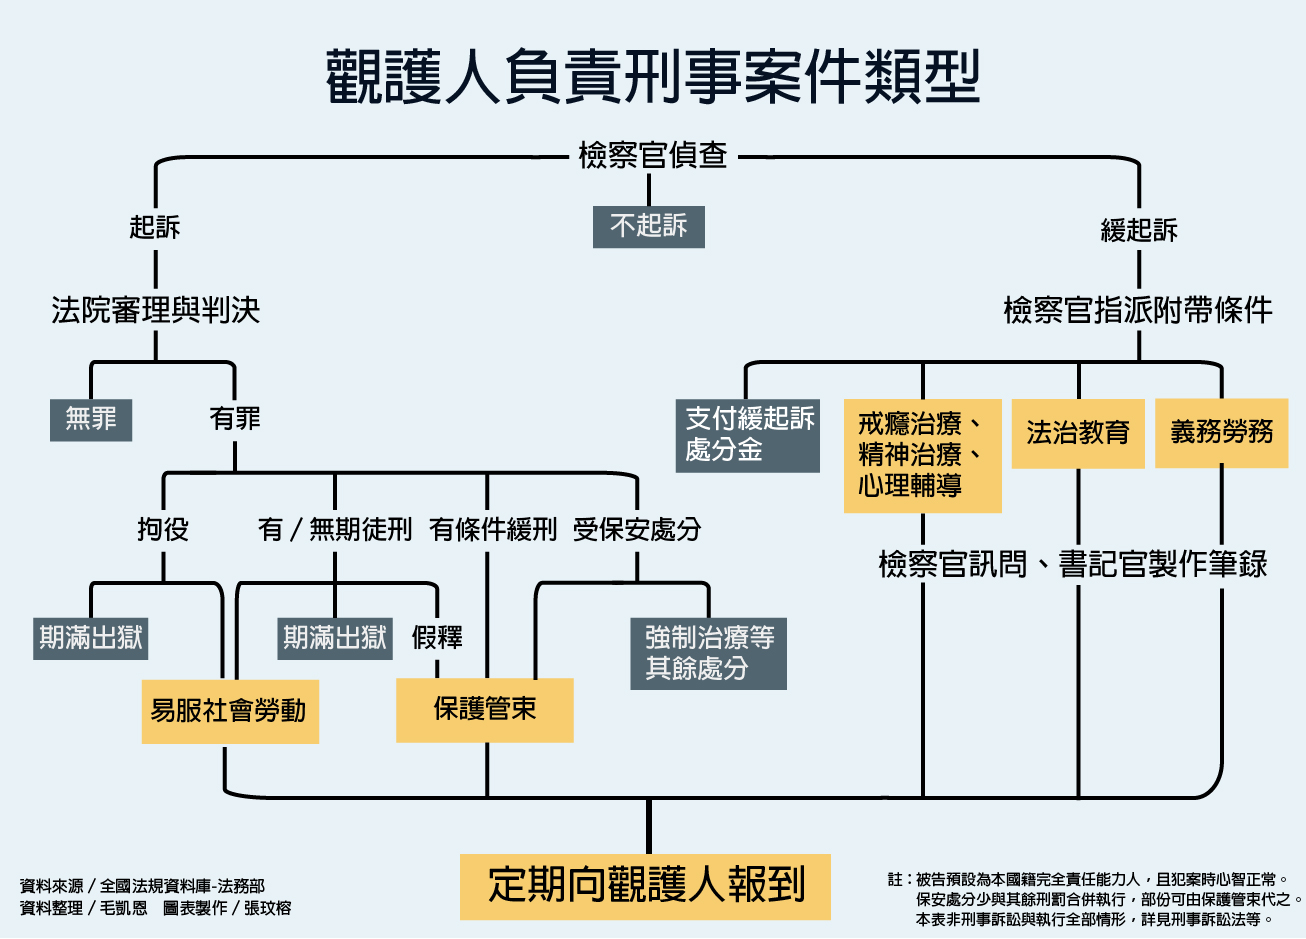 觀護人負責刑事案件類型
檢察官偵查
不起訴
起訴
緩起訴
法院審理與判決
檢察官指派附帶條件
無罪
有罪
支付緩起訴
處分金
戒癮治療、
精神治療、
心理輔導
法治教育
義務勞務
拘役
有/無期徒刑
有條件緩刑
受保安處分
檢察官訊問、書記官製作筆錄
期滿出獄
期滿出獄
假釋
強制治療等
其餘處分
易服社會勞動
保護管束
定期向觀護人報到
資料來源/全國法規資料庫-法務部
資料整理/毛凱恩 圖表製作/張玟榕
註:被告預設為本國籍完全責任能力人,且犯案時心智正常。
保安處分少與其餘刑罰合併執行,部份可由保護管束代之。
本表非刑事訴訟與執行全部情形,詳見刑事訴訟法等。